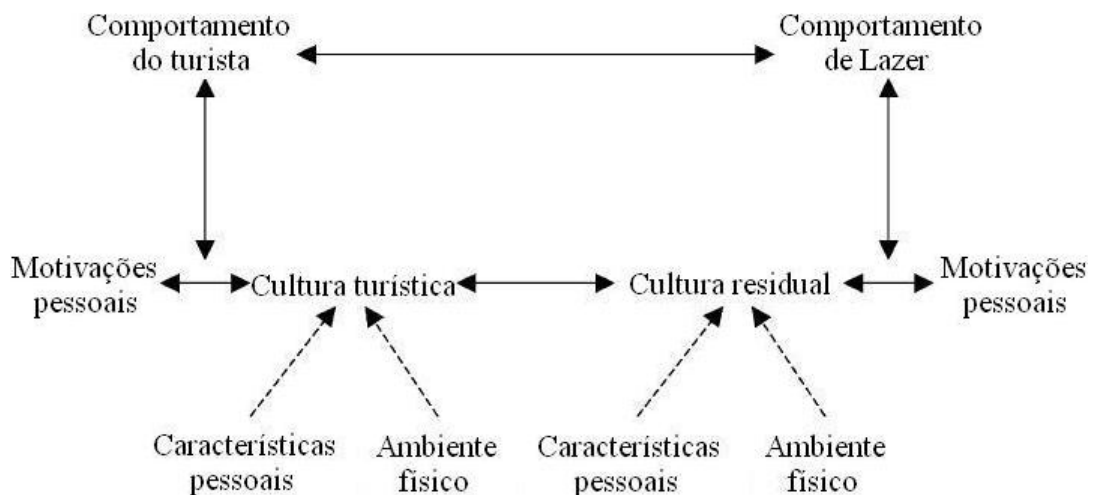 Comportamento
do turista
Comportamento
de Lazer
Motivações
pessoais
Cultura turística
Cultura residual
Motivações
pessoais
Características
pessoais
Ambiente
físico
Características
pessoais
Ambiente
físico